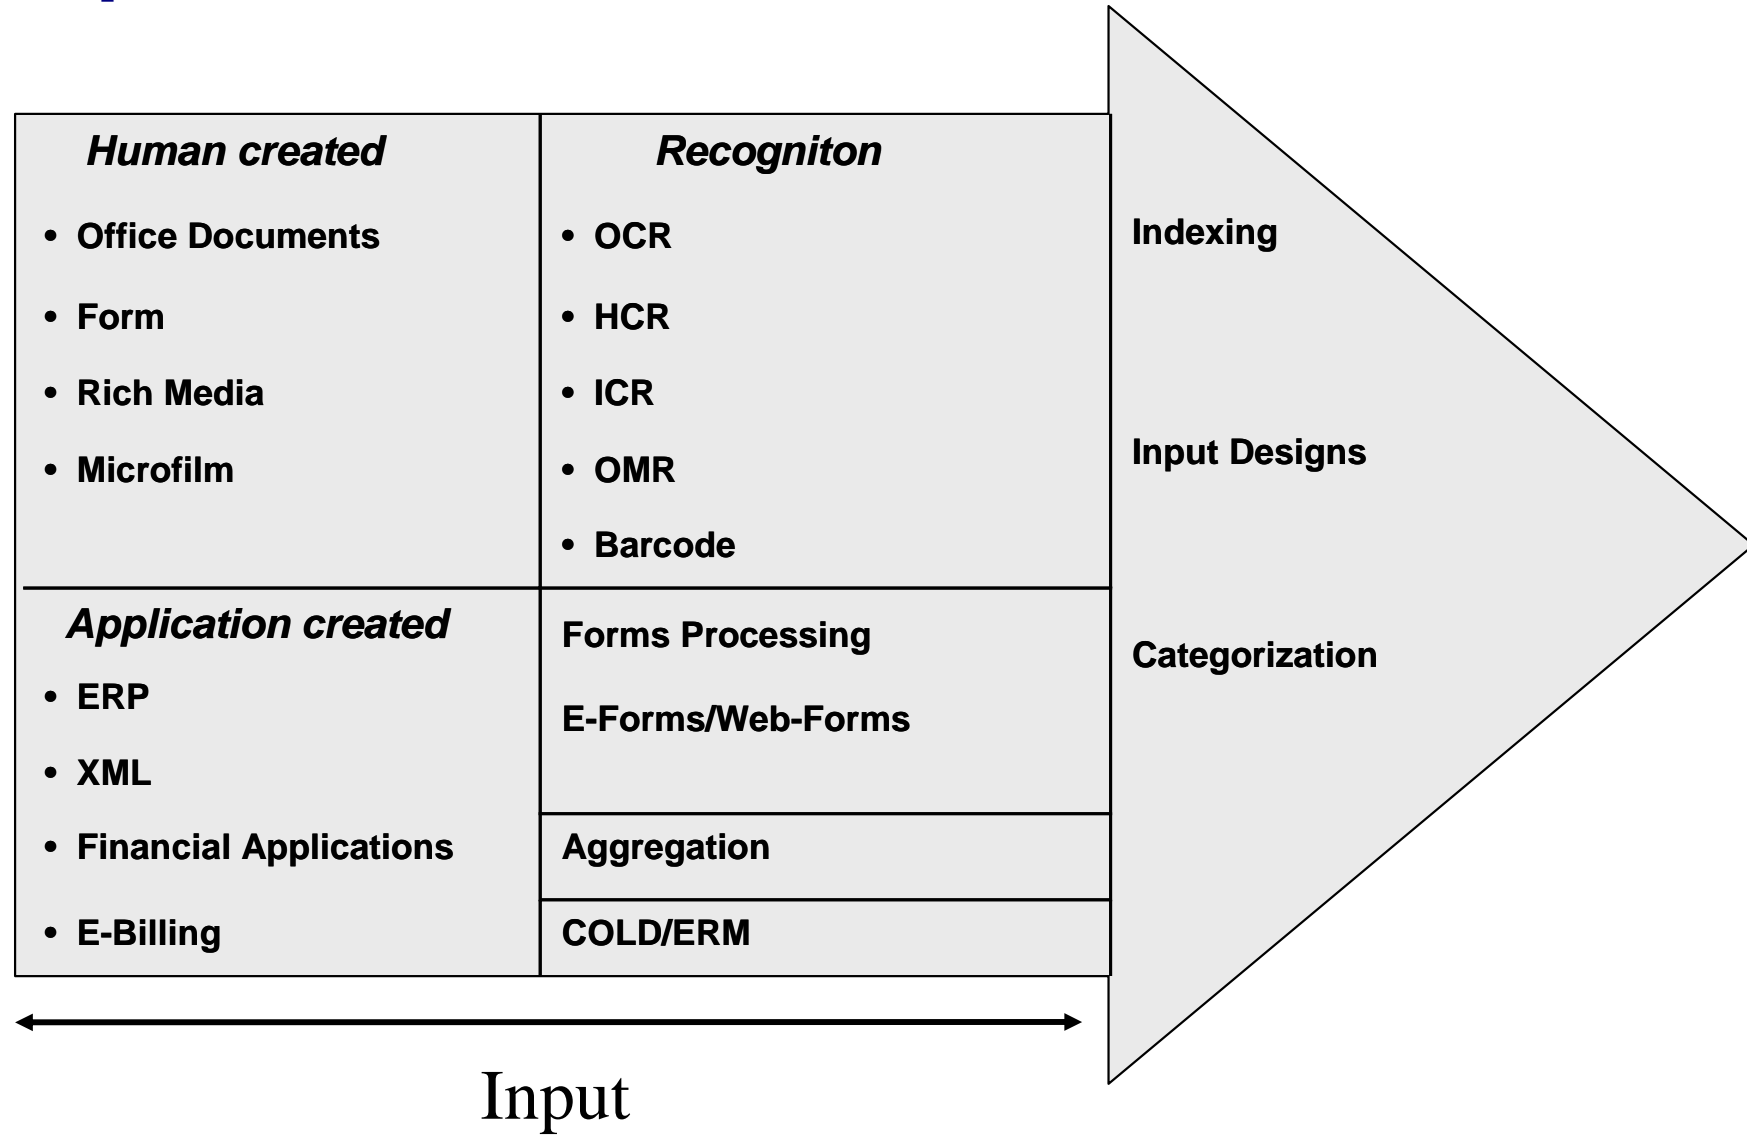 Human created
• Office Documents
• Form
• Rich Media
• Microfilm
Recogniton
• OCR
• HCR
• ICR
• OMR
• Barcode
Application created
• ERP
• XML
• Financial Applications
• E-Billing
Forms Processing
E-Forms/Web-Forms
Aggregation
COLD/ERM
Indexing
Input Designs
Categorization
Input